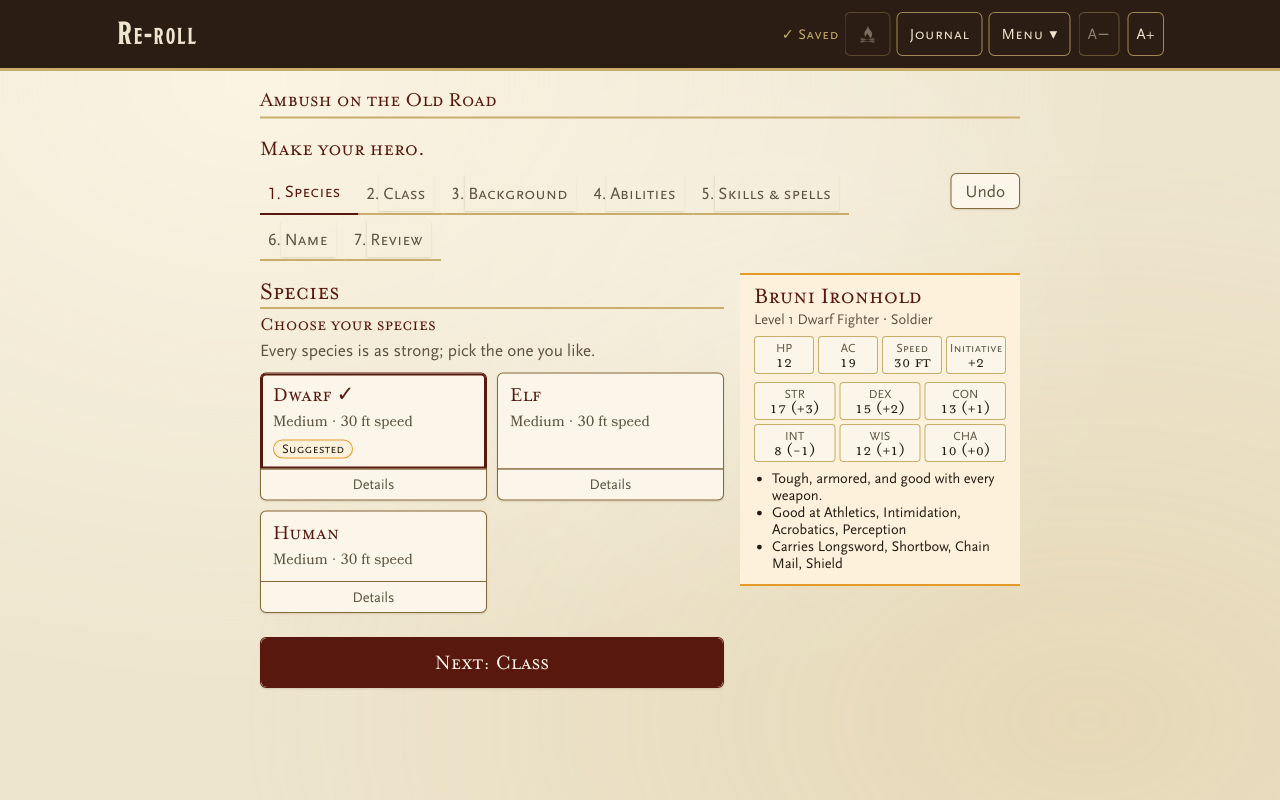 Re-roll
✓ Saved
Journal
Menu ▼
A−
A+
Ambush on the Old Road
Make your hero.
1. Species
2. Class
3. Background
4. Abilities
5. Skills & spells
Undo
6. Name
7. Review
Species
Choose your species
Every species is as strong; pick the one you like.
Dwarf ✓
Medium · 30 ft speed
Suggested
Details
Elf
Medium · 30 ft speed
Details
Human
Medium · 30 ft speed
Details
Next: Class
Bruni Ironhold
Level 1 Dwarf Fighter · Soldier
HP
12
AC
19
Speed
30 ft
Initiative
+2
STR
17 (+3)
DEX
15 (+2)
CON
13 (+1)
INT
8 (−1)
WIS
12 (+1)
CHA
10 (+0)
• Tough, armored, and good with every
weapon.
• Good at Athletics, Intimidation,
Acrobatics, Perception
• Carries Longsword, Shortbow, Chain
Mail, Shield